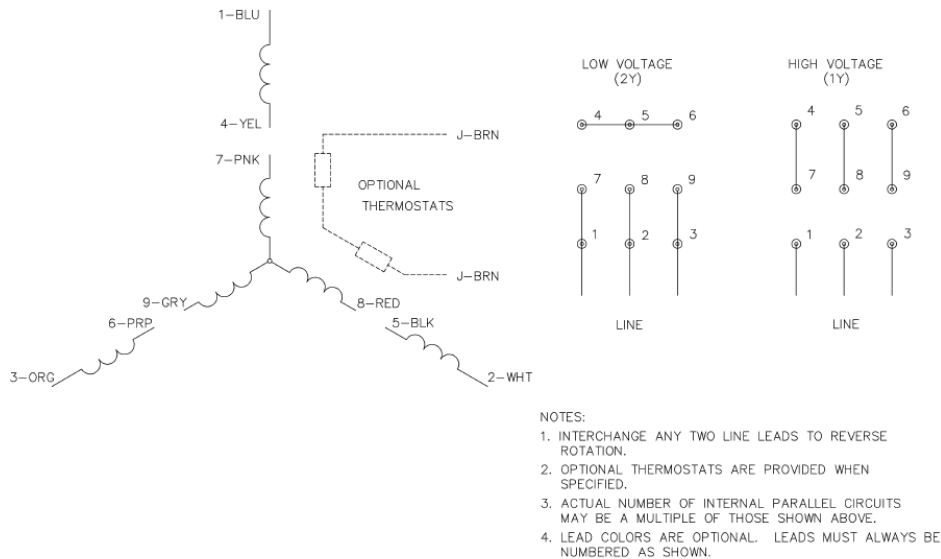 1-BLU
4-YEL
7-PNK
J-BRN
OPTIONAL
THERMOSTATS
J-BRN
9-GRY
8-RED
6-PRP
5-BLK
3-ORG
2-WHT
LOW VOLTAGE
(2Y)
4 5 6
7 8 9
1 2 3
LINE
HIGH VOLTAGE
(1Y)
4 5 6
7 8 9
1 2 3
LINE
NOTES:
1. INTERCHANGE ANY TWO LINE LEADS TO REVERSE
ROTATION.
2. OPTIONAL THERMOSTATS ARE PROVIDED WHEN
SPECIFIED.
3. ACTUAL NUMBER OF INTERNAL PARALLEL CIRCUITS
MAY BE A MULTIPLE OF THOSE SHOWN ABOVE.
4. LEAD COLORS ARE OPTIONAL. LEADS MUST ALWAYS BE
NUMBERED AS SHOWN.